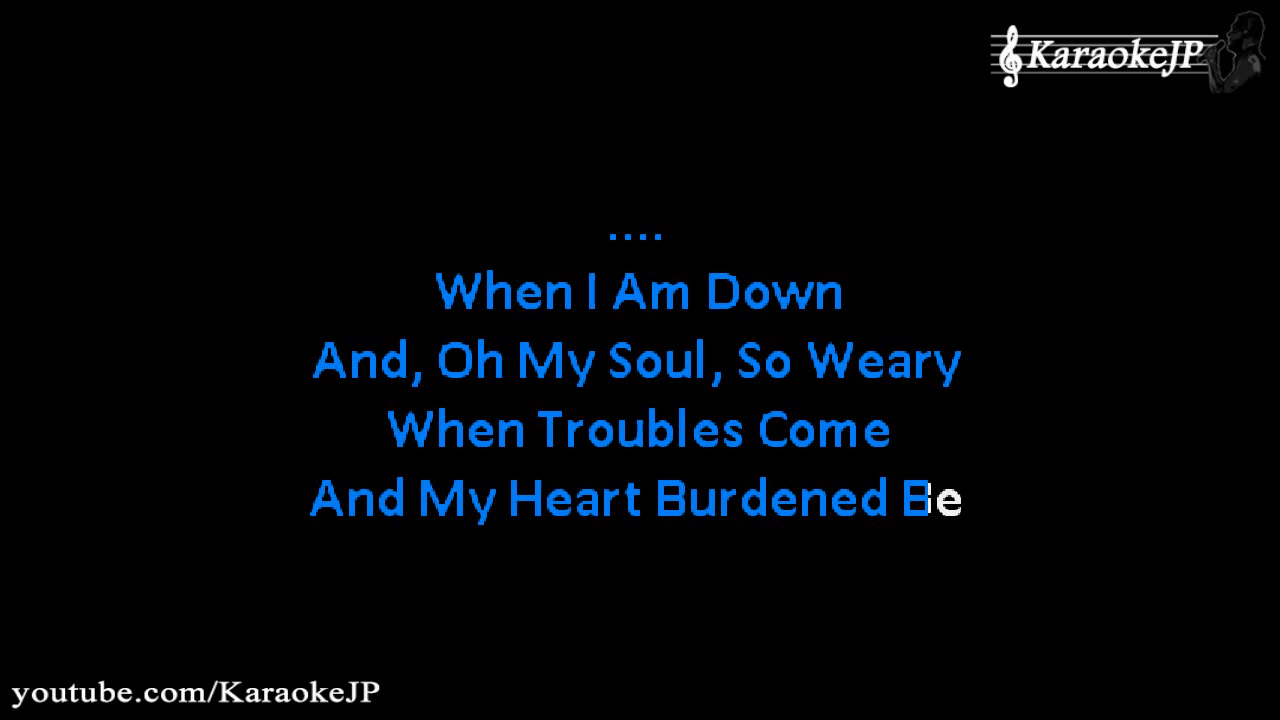 KaraokeJP
....
When I Am Down
And, Oh My Soul, So Weary
When Troubles Come
And My Heart Burdened Be
youtube.com/KaraokeJP